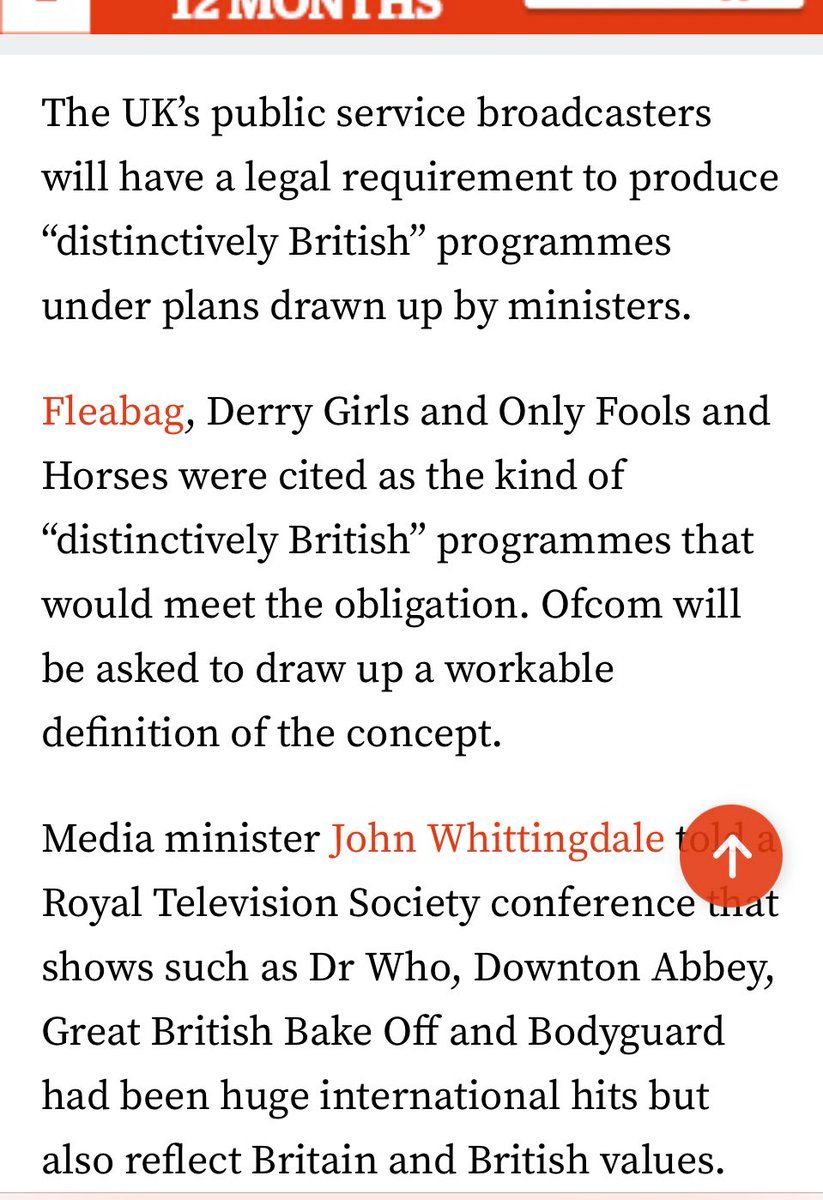 12 MONTHS
The UK’s public service broadcasters
will have a legal requirement to produce
“distinctively British” programmes
under plans drawn up by ministers.
Fleabag, Derry Girls and Only Fools and
Horses were cited as the kind of
“distinctively British” programmes that
would meet the obligation. Ofcom will
be asked to draw up a workable
definition of the concept.
Media minister John Whittingdale told a
Royal Television Society conference that
shows such as Dr Who, Downton Abbey,
Great British Bake Off and Bodyguard
had been huge international hits but
also reflect Britain and British values.